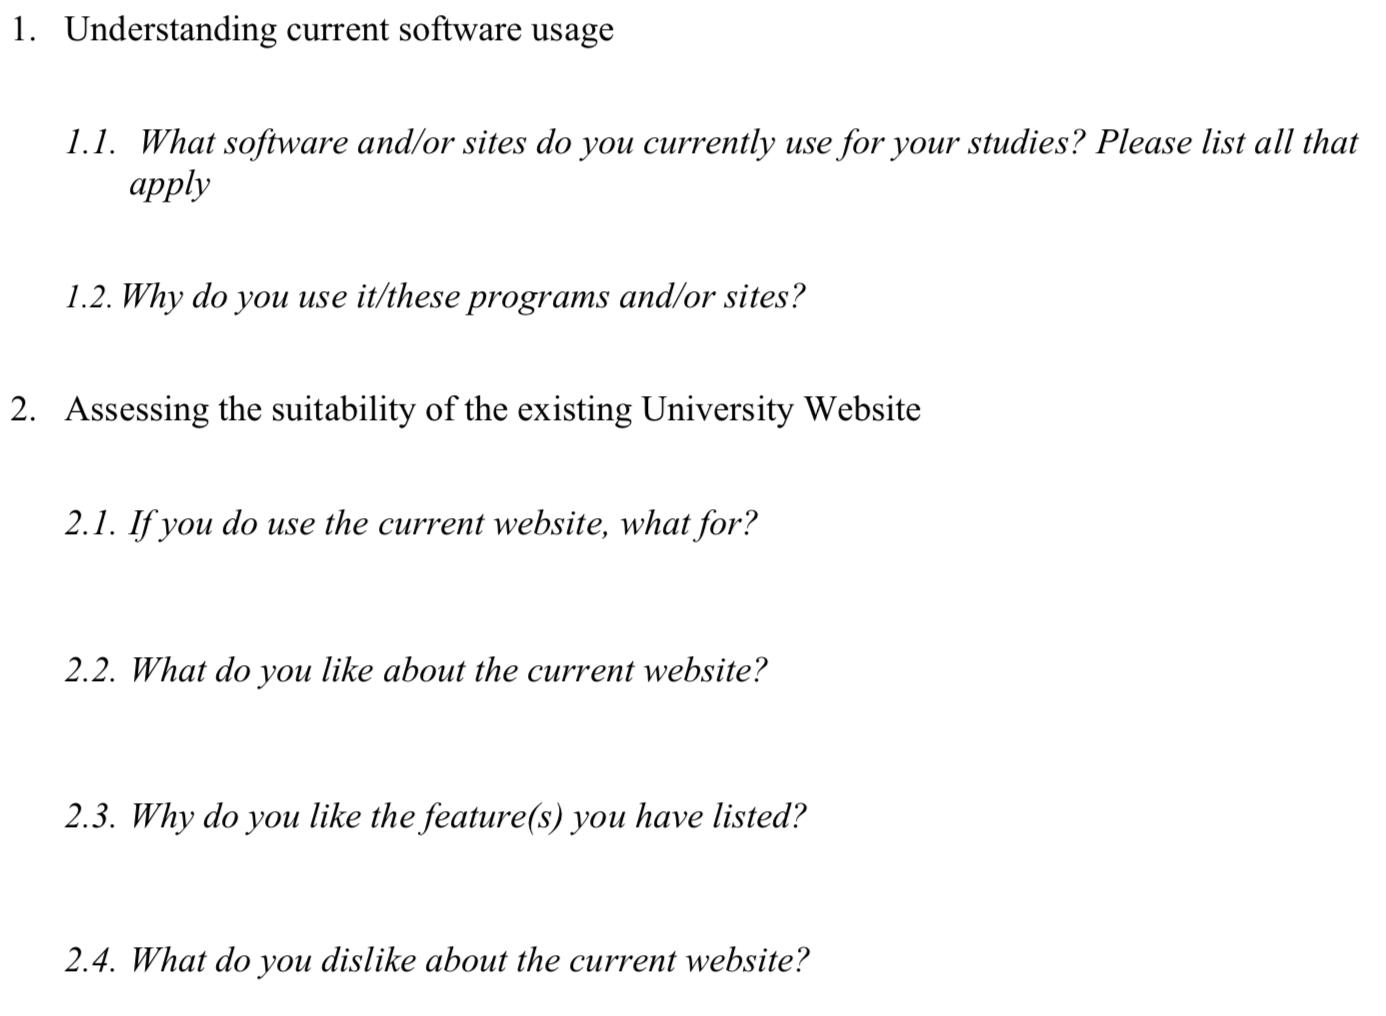 1. Understanding current software usage
1.1. What software and/or sites do you currently use for your studies? Please list all that
apply
1.2. Why do you use it/these programs and/or sites?
2. Assessing the suitability of the existing University Website
2.1. If you do use the current website, what for?
2.2. What do you like about the current website?
2.3. Why do you like the feature(s) you have listed?
2.4. What do you dislike about the current website?